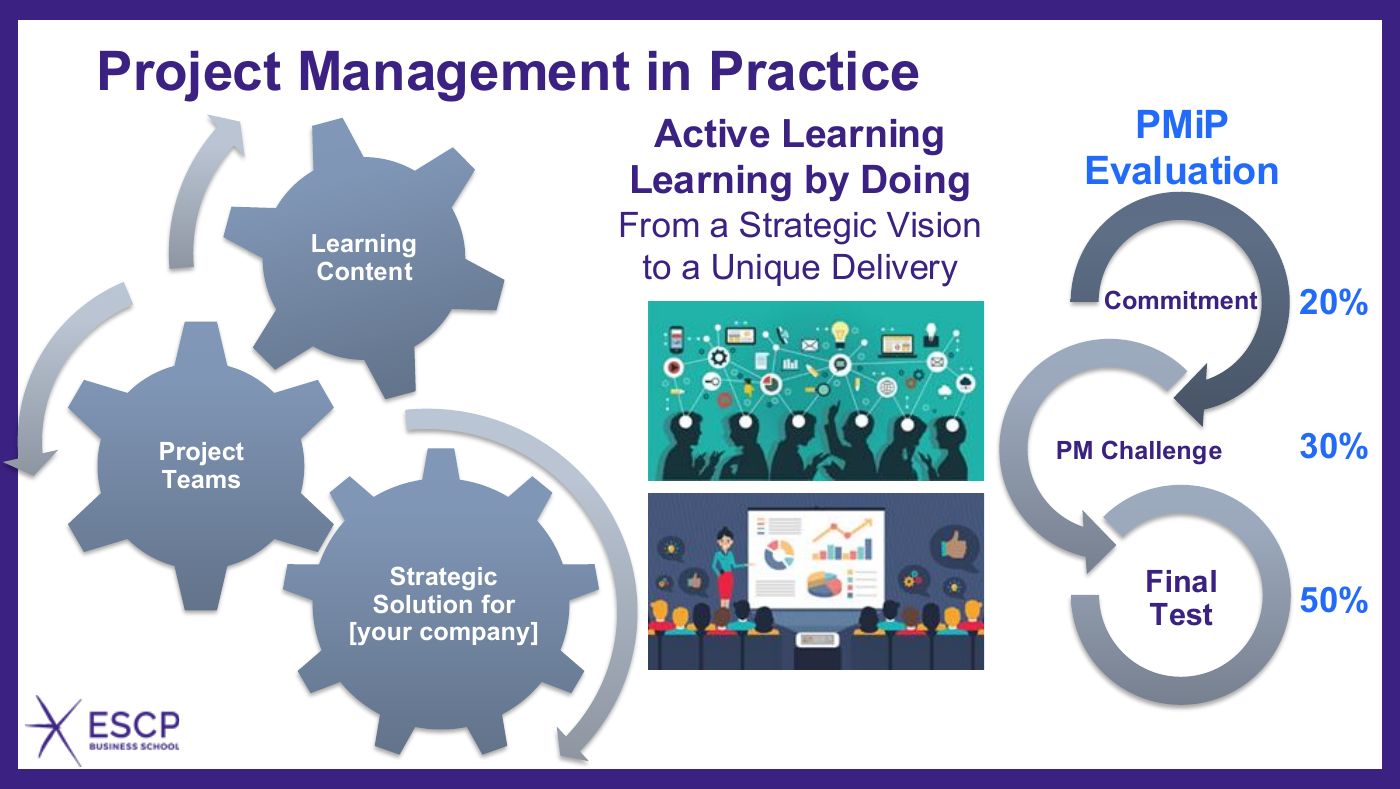 Project Management in Practice
Learning
Content
Project
Teams
Strategic
Solution for
[your company]
Active Learning
Learning by Doing
From a Strategic Vision
to a Unique Delivery
PMiP
Evaluation
Commitment
20%
PM Challenge
30%
Final
Test
50%
ESCP
BUSINESS SCHOOL